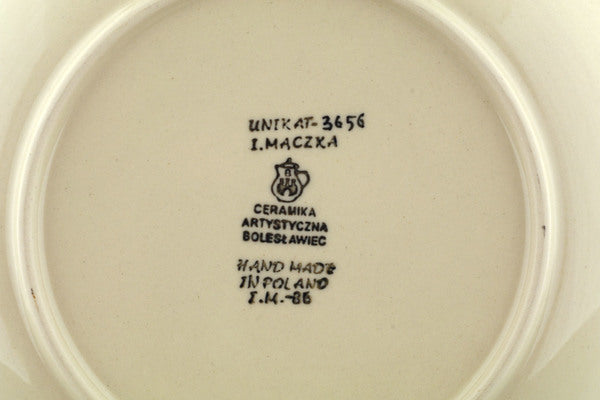 UNIKAT-3656
I.MACZKA
CERAMIKA
ARTYSTYCZNA
BOLESŁAWIEC
HAND MADE
IN POLAND
I.M.-86